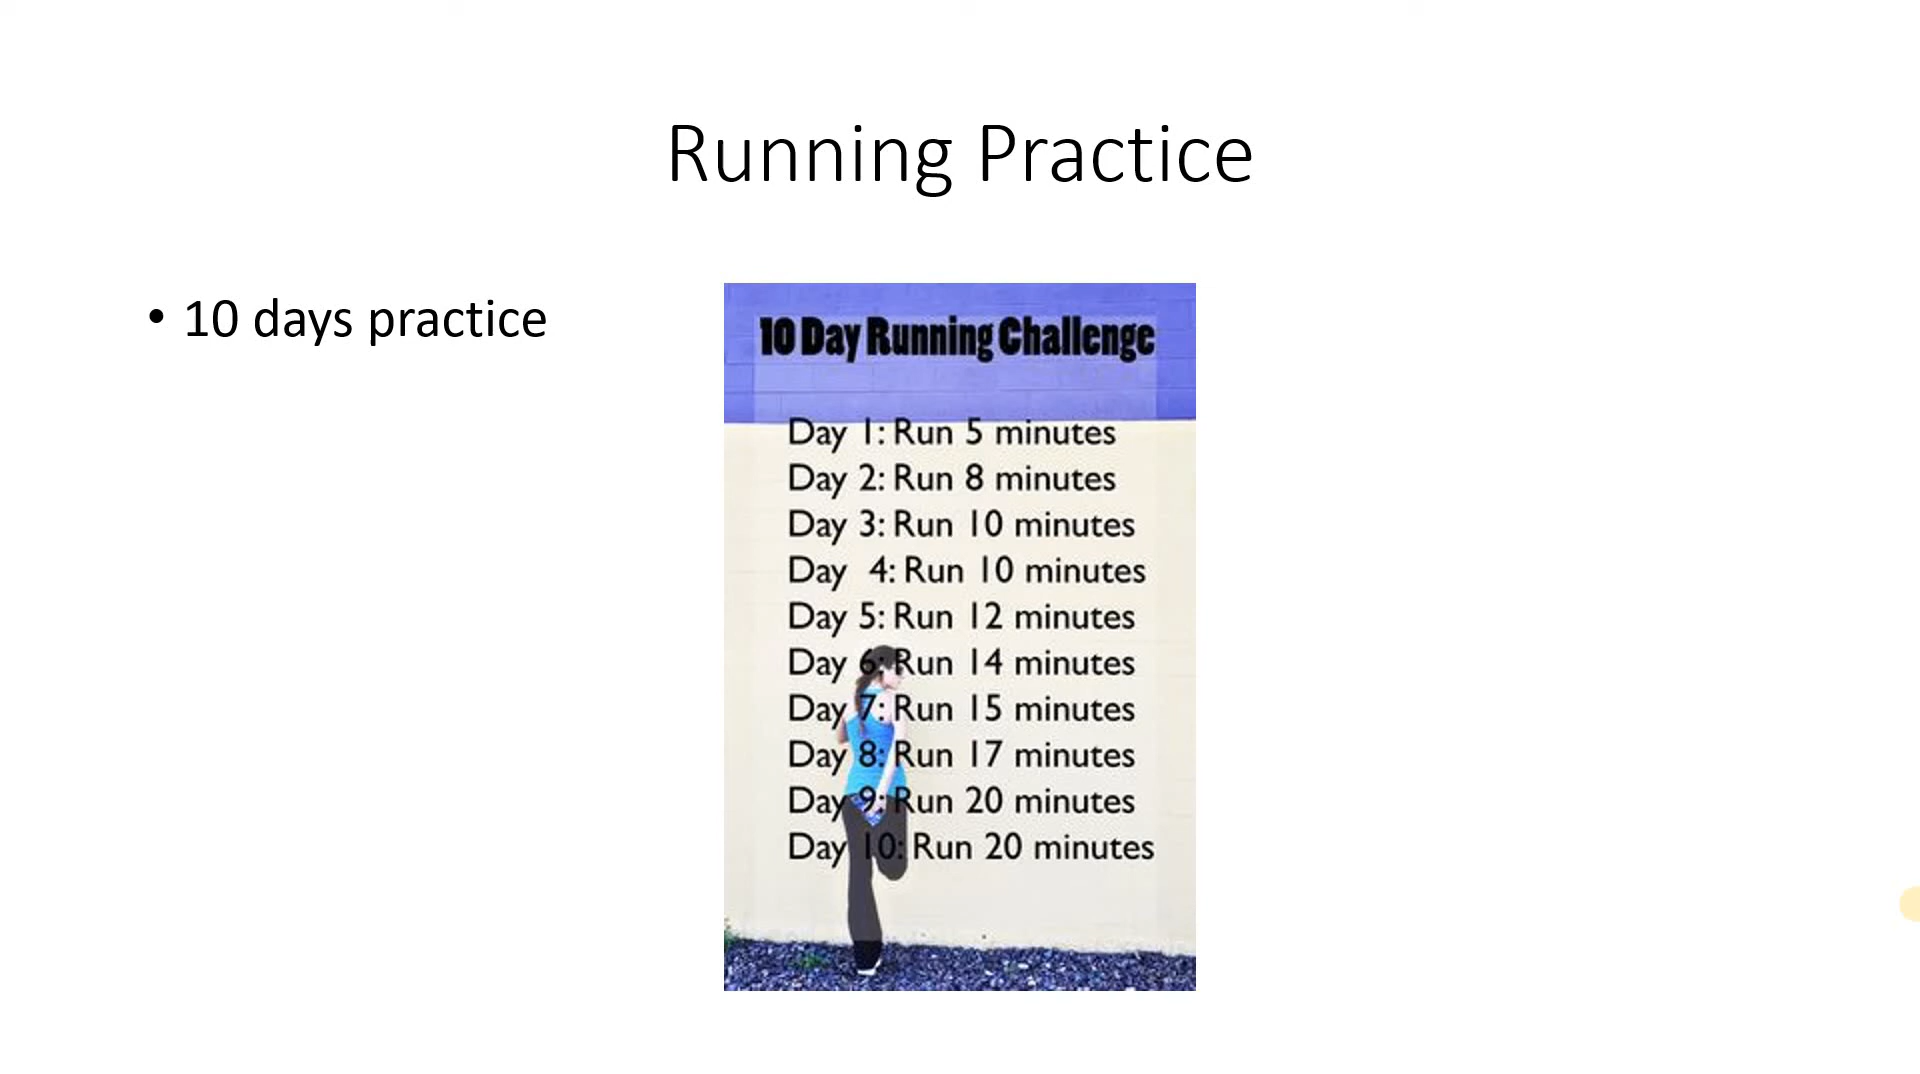 Running Practice
• 10 days practice
10 Day Running Challenge
Day 1: Run 5 minutes
Day 2: Run 8 minutes
Day 3: Run 10 minutes
Day 4: Run 10 minutes
Day 5: Run 12 minutes
Day 6: Run 14 minutes
Day 7: Run 15 minutes
Day 8: Run 17 minutes
Day 9: Run 20 minutes
Day 10: Run 20 minutes